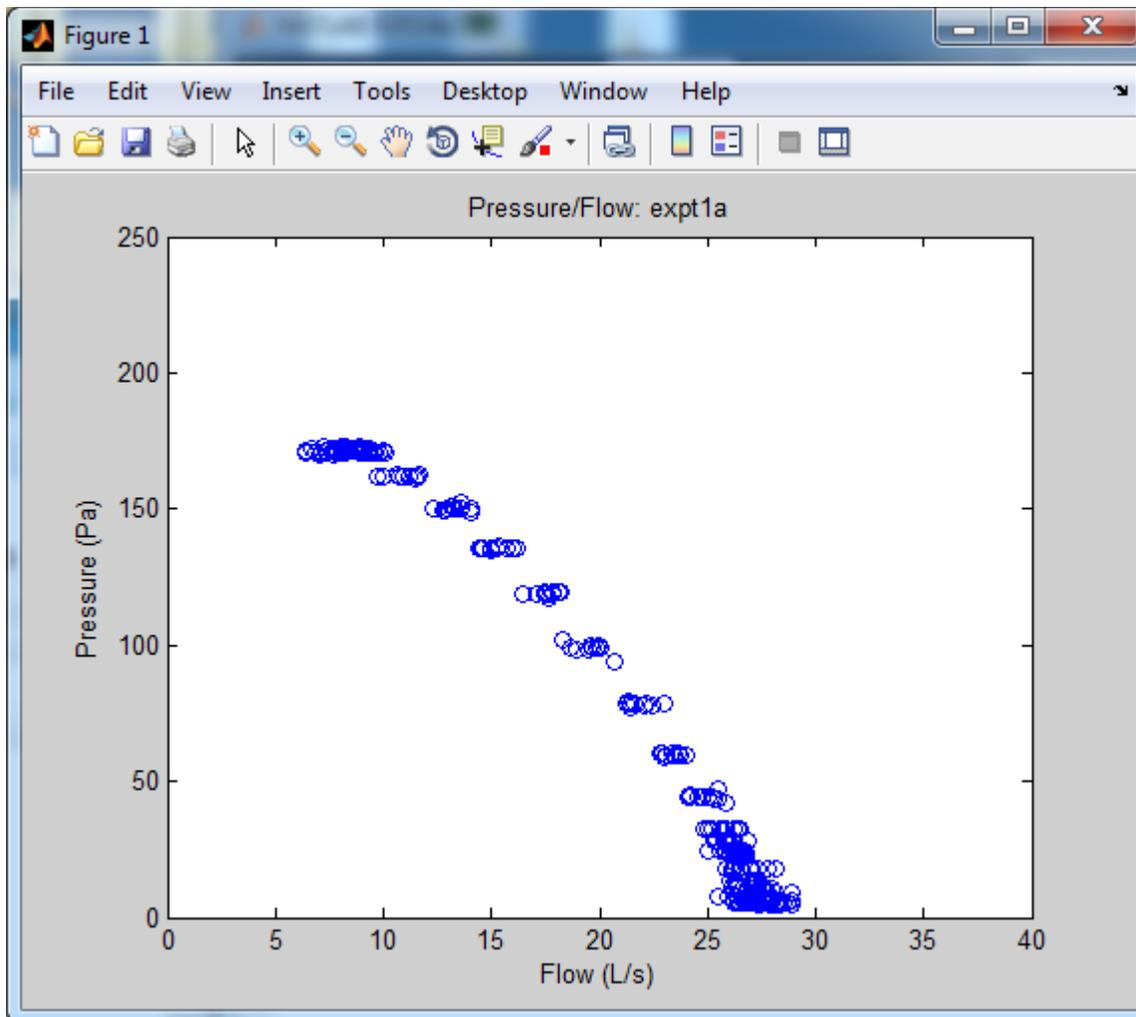 Figure 1
File Edit View Insert Tools Desktop Window Help
Pressure/Flow: expt1a
250
200
150
100
50
0
Pressure (Pa)
0 5 10 15 20 25 30 35 40
Flow (L/s)